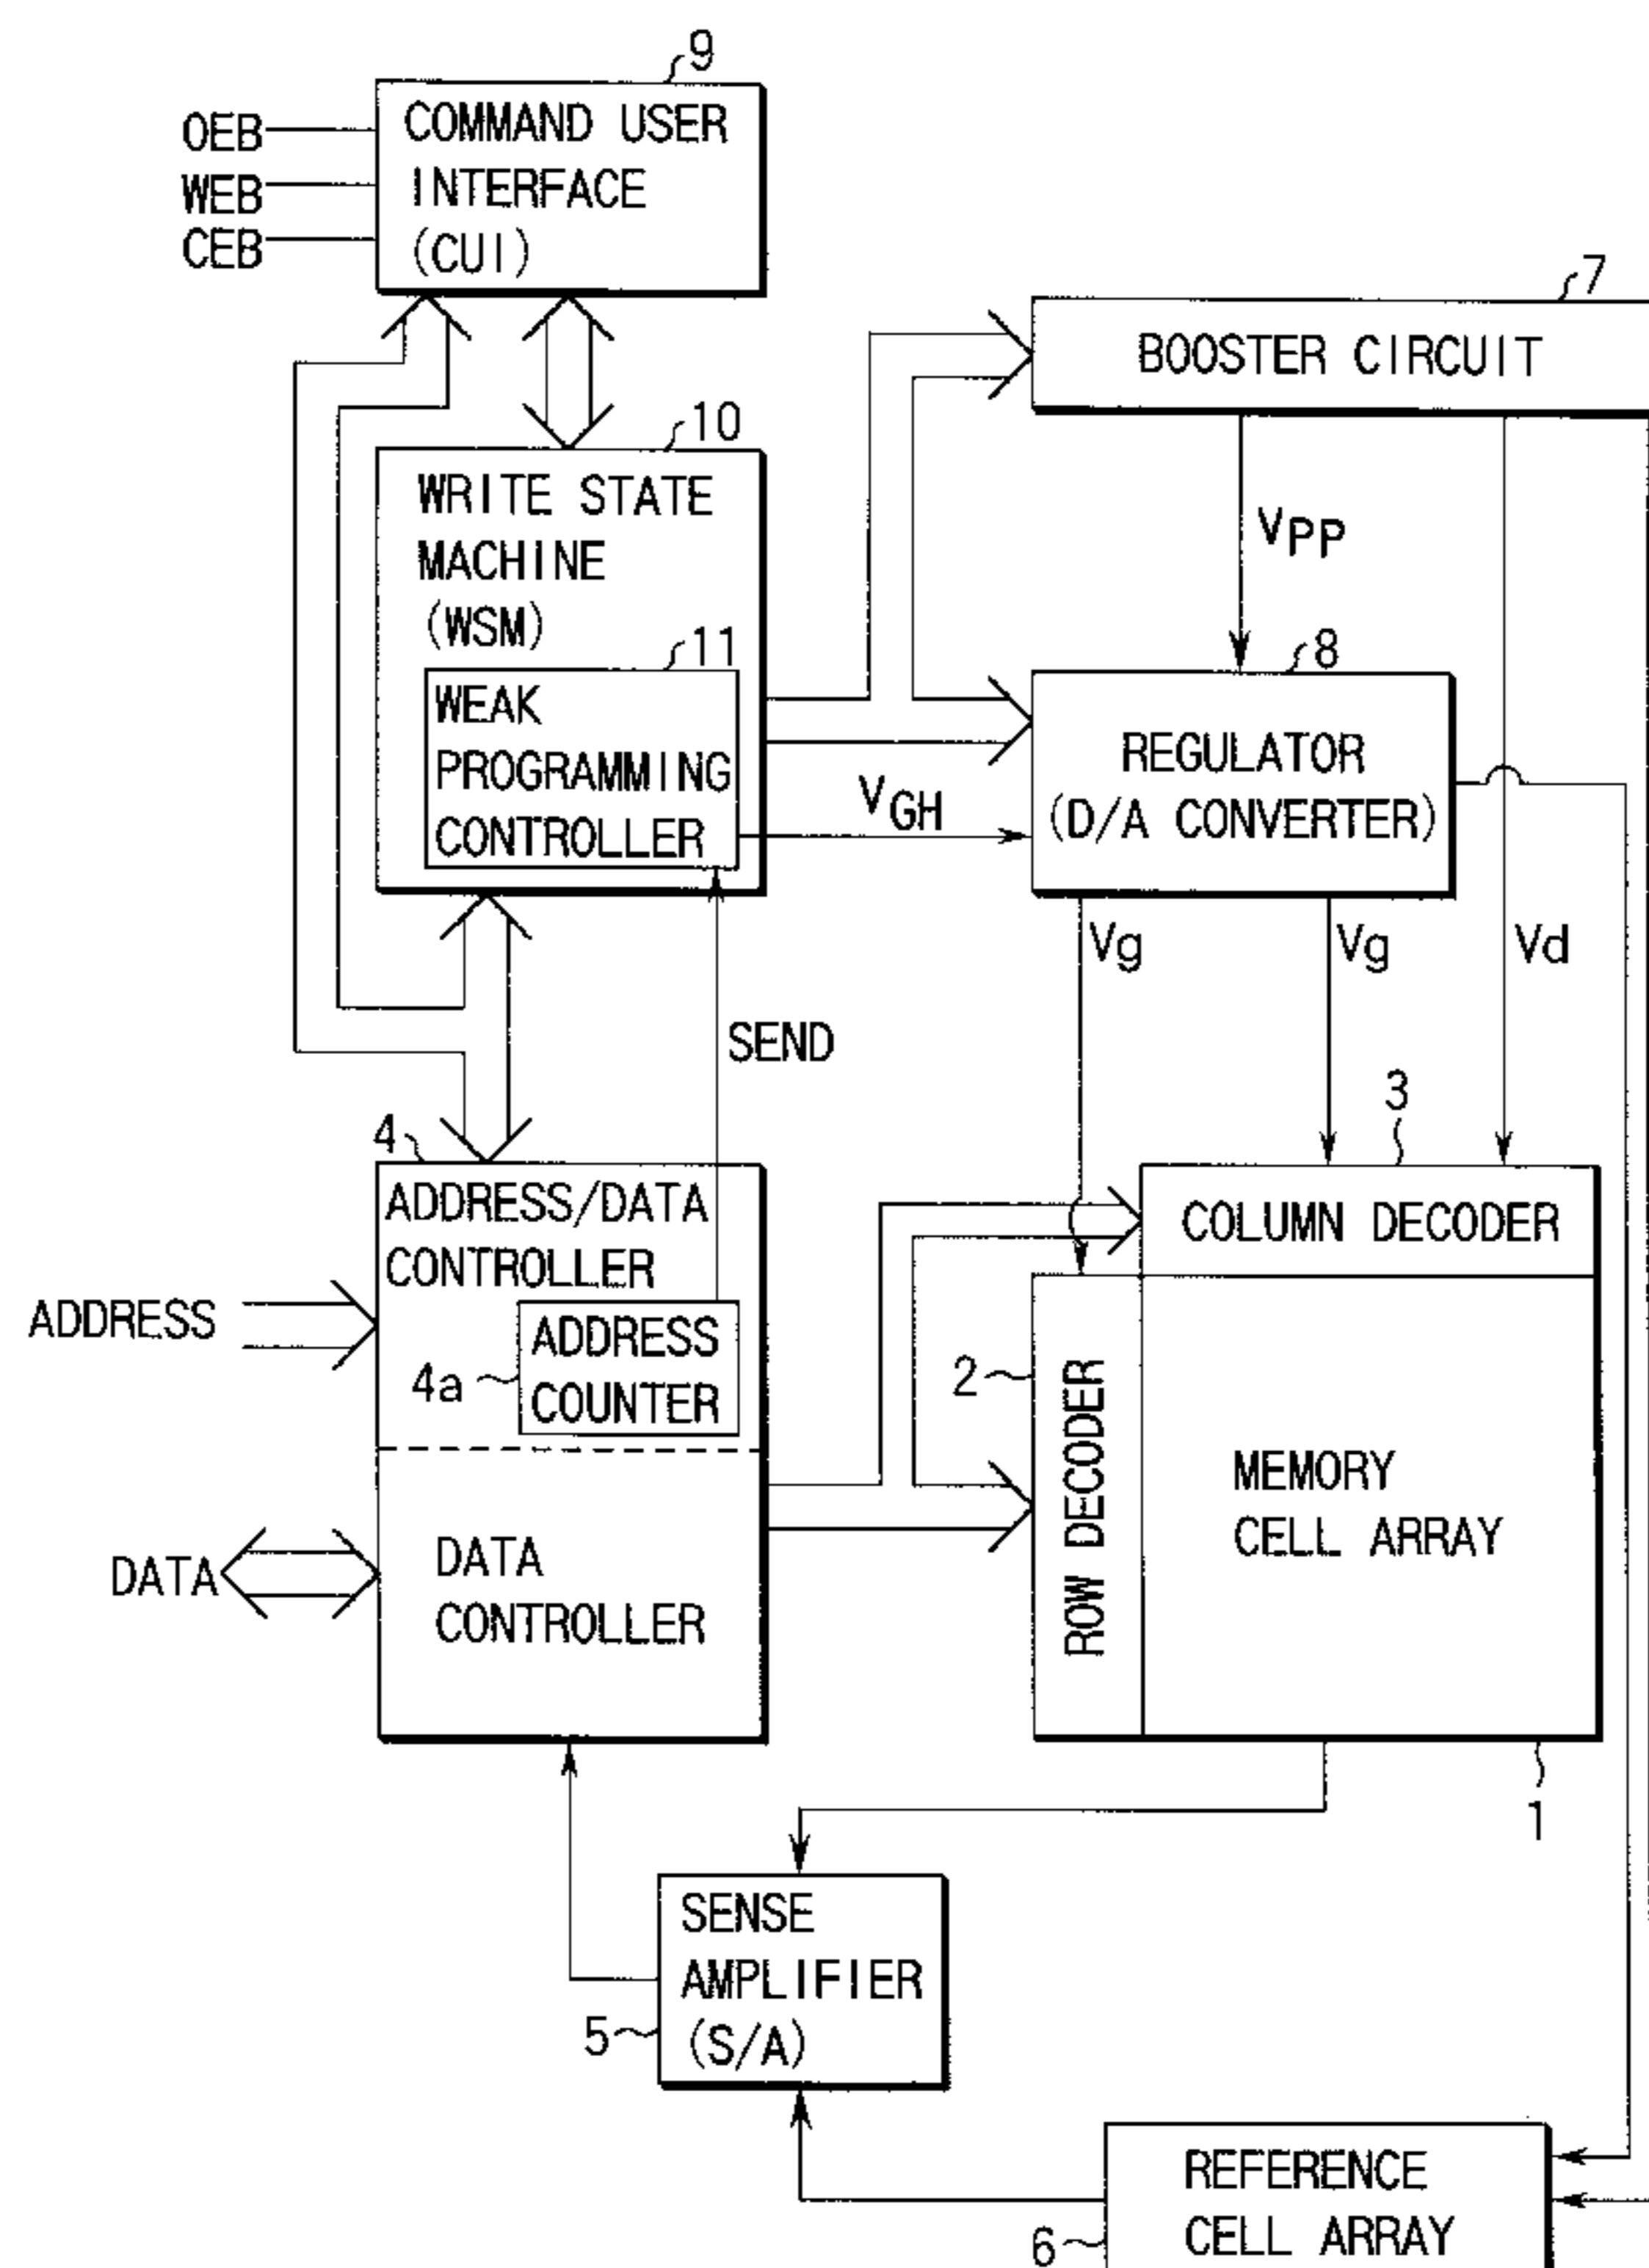 9
OEB
WEB
CEB
COMMAND USER
INTERFACE
(CUI)
7
BOOSTER CIRCUIT
10
WRITE STATE
MACHINE
(WSM)
11
WEAK
PROGRAMMING
CONTROLLER
VPP
8
REGULATOR
(D/A CONVERTER)
VGH
Vg
Vg
Vd
SEND
4
ADDRESS/DATA
CONTROLLER
ADDRESS
4a
ADDRESS
COUNTER
DATA
DATA
CONTROLLER
3
COLUMN DECODER
2
ROW DECODER
MEMORY
CELL ARRAY
1
SENSE
AMPLIFIER
(S/A)
5
REFERENCE
CELL ARRAY
6